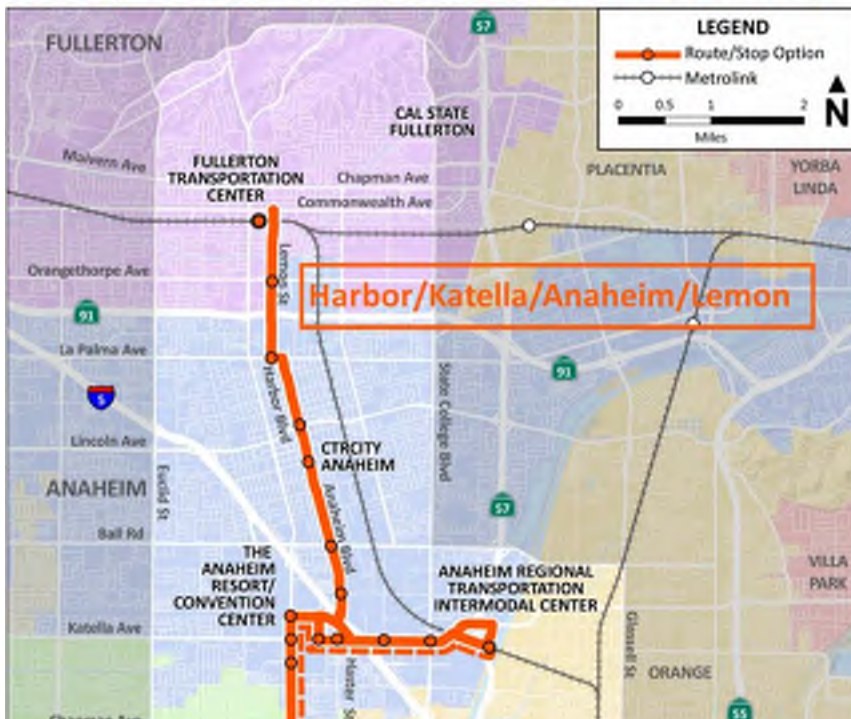 FULLERTON
57
LEGEND
Route/Stop Option
Metrolink
0 0.5 1 2
Miles
N
CAL STATE
FULLERTON
Malvern Ave
FULLERTON
TRANSPORTATION
CENTER
Chapman Ave
Commonwealth Ave
PLACENTIA
YORBA
LINDA
Orangethorpe Ave
Lemon St
Harbor/Katella/Anaheim/Lemon
91
La Palma Ave
5
Harbor Blvd
State College Blvd
91
Lincoln Ave
CTRCITY
ANAHEIM
ANAHEIM
Euclid St
Anaheim Blvd
57
Ball Rd
THE
ANAHEIM
RESORT/
CONVENTION
CENTER
ANAHEIM REGIONAL
TRANSPORTATION
INTERMODAL CENTER
VILLA
PARK
Katella Ave
Glassell St
ORANGE
Haster St
55
Chapman Ave